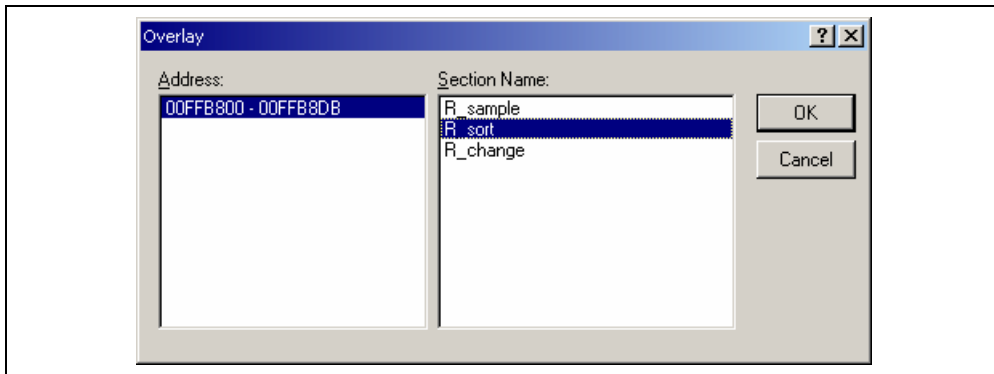 Overlay
Address:
00FFB800 - 00FFB8DB
Section Name:
R_sample
R_sort
R_change
OK
Cancel